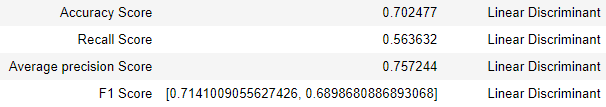 Accuracy Score 0.702477 Linear Discriminant
Recall Score 0.563632 Linear Discriminant
Average precision Score 0.757244 Linear Discriminant
F1 Score [0.7141009055627426, 0.6898680886893068] Linear Discriminant